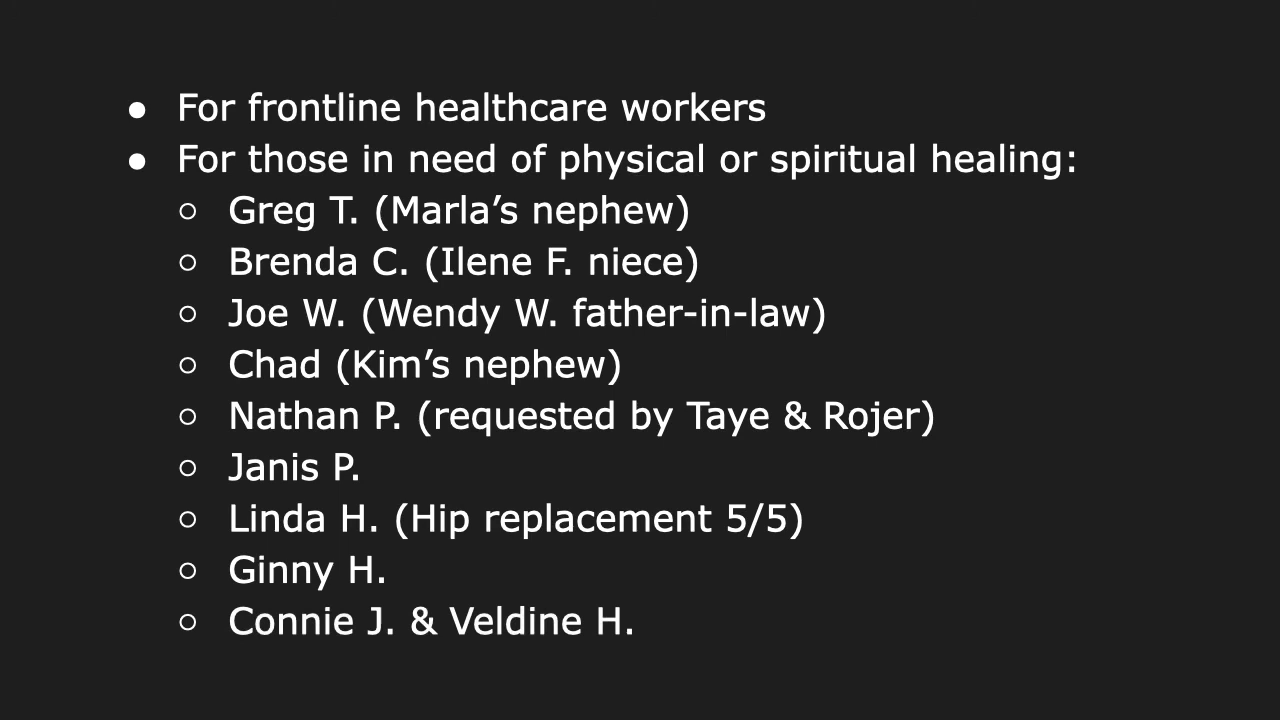 ● For frontline healthcare workers
● For those in need of physical or spiritual healing:
○ Greg T. (Marla’s nephew)
○ Brenda C. (Ilene F. niece)
○ Joe W. (Wendy W. father-in-law)
○ Chad (Kim’s nephew)
○ Nathan P. (requested by Taye & Rojer)
○ Janis P.
○ Linda H. (Hip replacement 5/5)
○ Ginny H.
○ Connie J. & Veldine H.